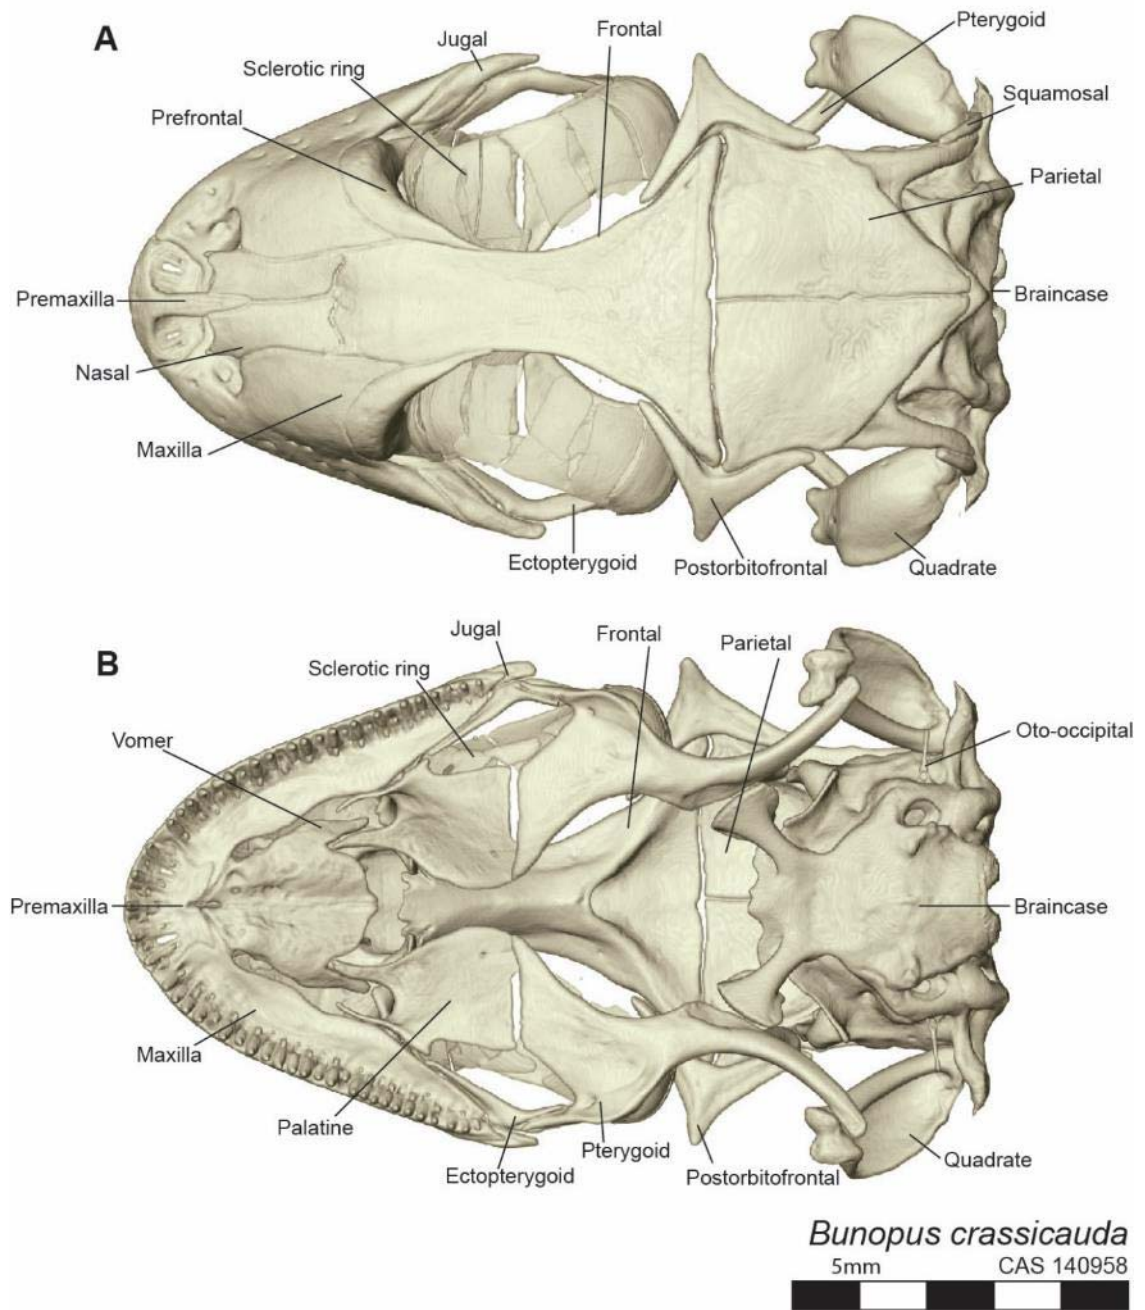 A
Jugal
Frontal
Pterygoid
Sclerotic ring
Squamosal
Prefrontal
Parietal
Premaxilla
Braincase
Nasal
Maxilla
Ectopterygoid
Postorbitofrontal
Quadrate
B
Jugal
Frontal
Parietal
Sclerotic ring
Vomer
Oto-occipital
Premaxilla
Braincase
Maxilla
Palatine
Pterygoid
Ectopterygoid
Postorbitofrontal
Quadrate
Bunopus crassicauda
5mm CAS 140958